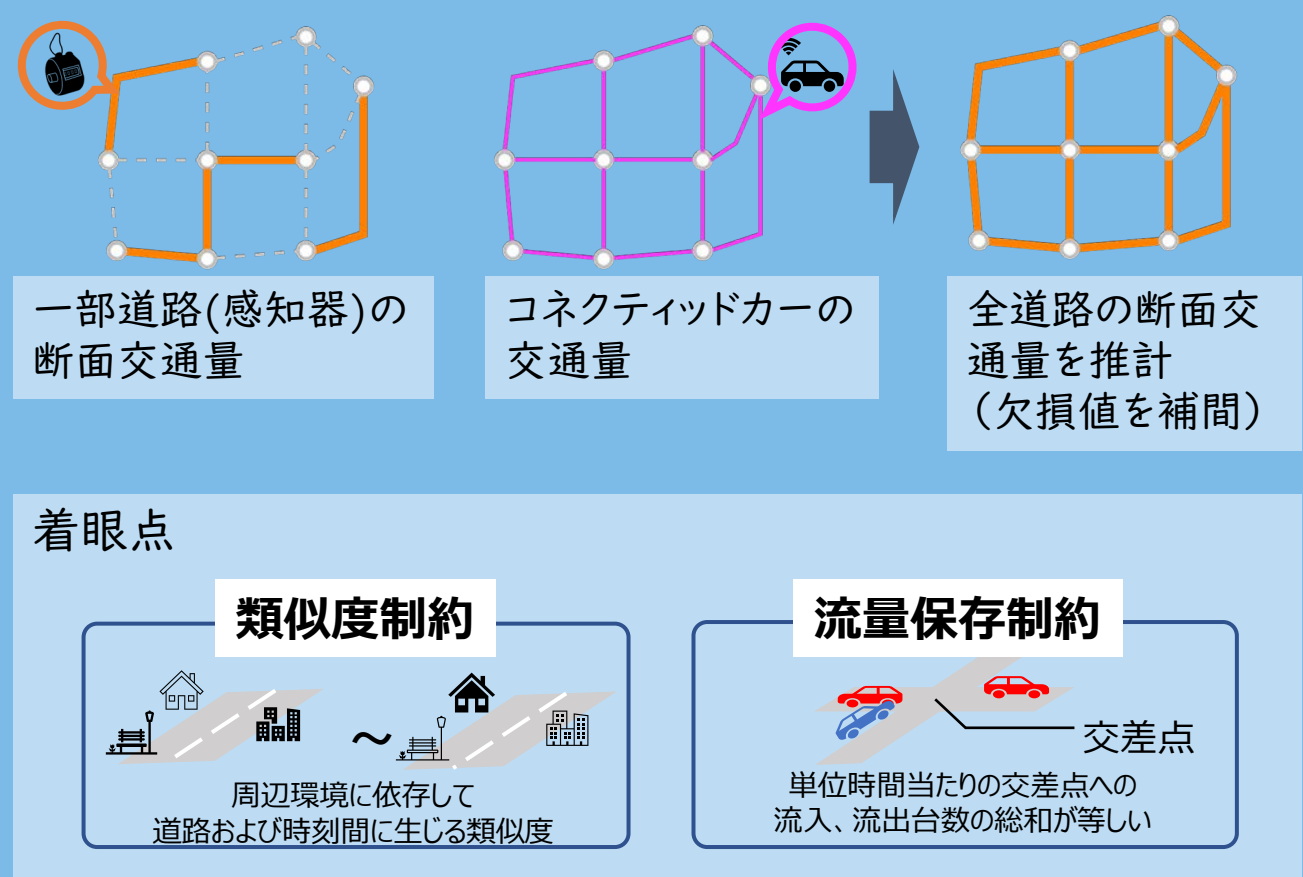 一部道路(感知器)の
断面交通量
コネクティッドカーの
交通量
全道路の断面交
通量を推計
（欠損値を補間）
着眼点
類似度制約
～
周辺環境に依存して
道路および時刻間に生じる類似度
流量保存制約
交差点
単位時間当たりの交差点への
流入、流出台数の総和が等しい